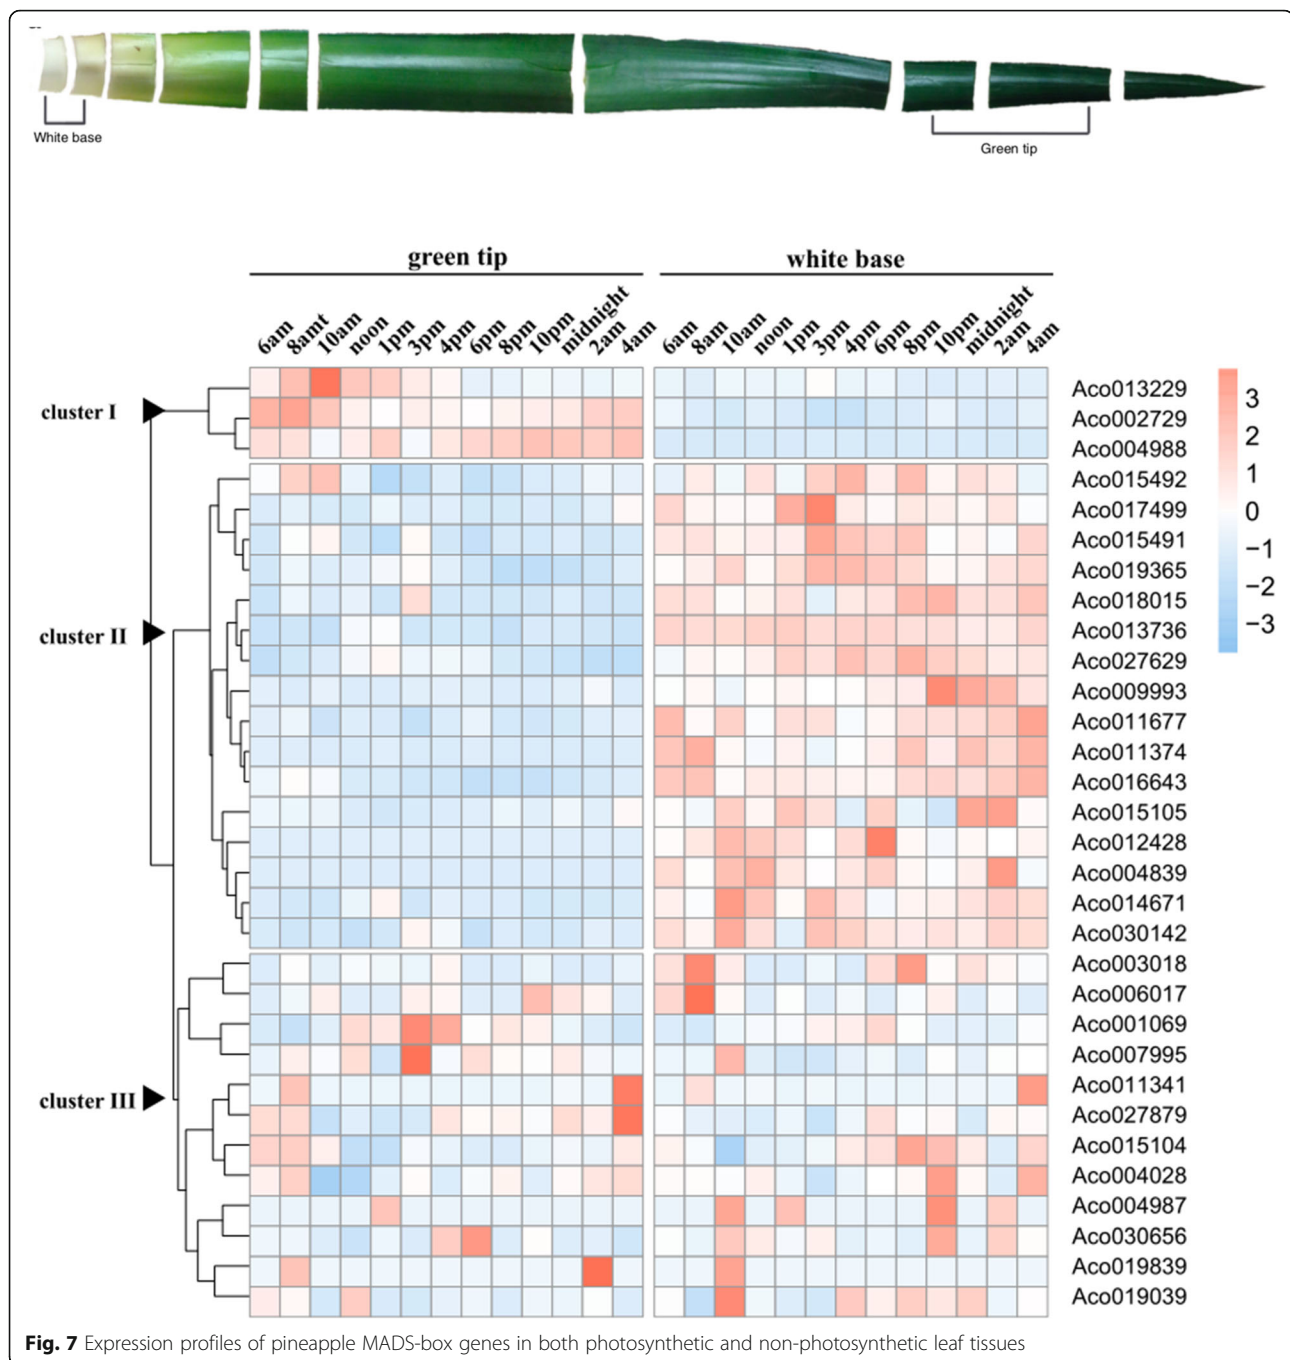 White base
Green tip
green tip
white base
6am 8amt 10am noon 1pm 3pm 4pm 6pm 8pm 10pm midnight 2am 4am
6am 8am 10am noon 1pm 3pm 4pm 6pm 8pm 10pm midnight 2am 4am
cluster I
cluster II
cluster III
Aco013229
Aco002729
Aco004988
Aco015492
Aco017499
Aco015491
Aco019365
Aco018015
Aco013736
Aco027629
Aco009993
Aco011677
Aco011374
Aco016643
Aco015105
Aco012428
Aco004839
Aco014671
Aco030142
Aco003018
Aco006017
Aco001069
Aco007995
Aco011341
Aco027879
Aco015104
Aco004028
Aco004987
Aco030656
Aco019839
Aco019039
3
2
1
0
−1
−2
−3
Fig. 7 Expression profiles of pineapple MADS-box genes in both photosynthetic and non-photosynthetic leaf tissues